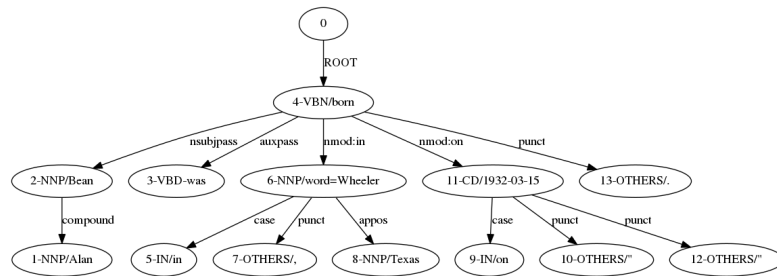 0
ROOT
4-VBN/born
nsubjpass auxpass nmod:in nmod:on punct
2-NNP/Bean 3-VBD-was 6-NNP/word=Wheeler 11-CD/1932-03-15 13-OTHERS/.
compound case punct appos case punct punct
1-NNP/Alan 5-IN/in 7-OTHERS/, 8-NNP/Texas 9-IN/on 10-OTHERS/" 12-OTHERS/"